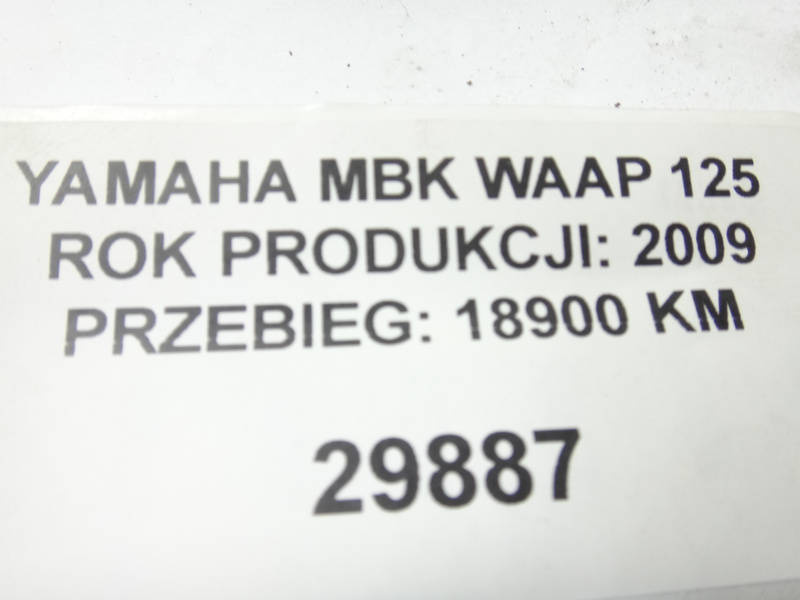 YAMAHA MBK WAAP 125
ROK PRODUKCJI: 2009
PRZEBIEG: 18900 KM
29887